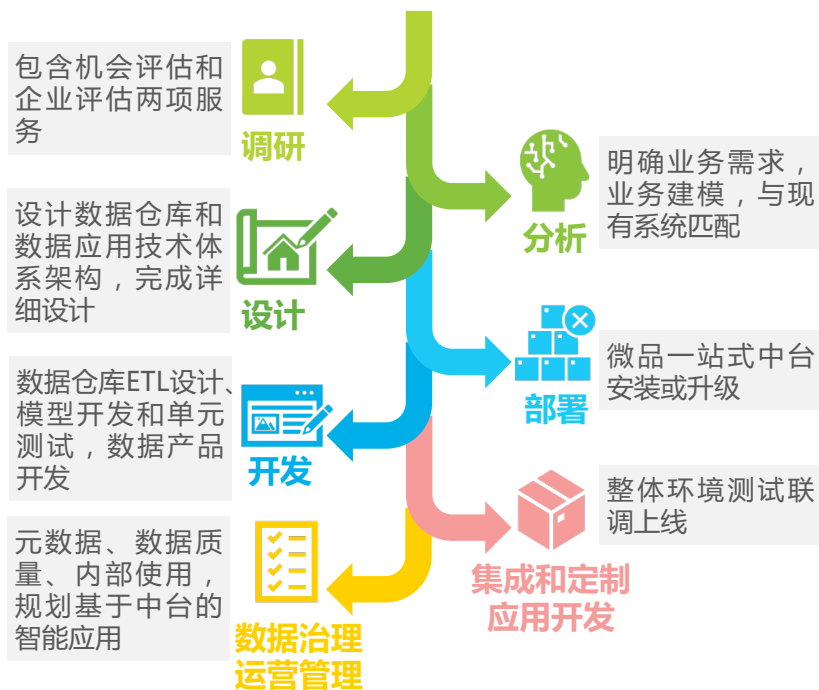 包含机会评估和
企业评估两项服
务
调研
明确业务需求，
业务建模，与现
有系统匹配
分析
设计数据仓库和
数据应用技术体
系架构，完成详
细设计
设计
微品一站式中台
安装或升级
部署
数据仓库ETL设计、
模型开发和单元
测试，数据产品
开发
开发
整体环境测试联
调上线
集成和定制
应用开发
元数据、数据质
量、内部使用，
规划基于中台的
智能应用
数据治理
运营管理